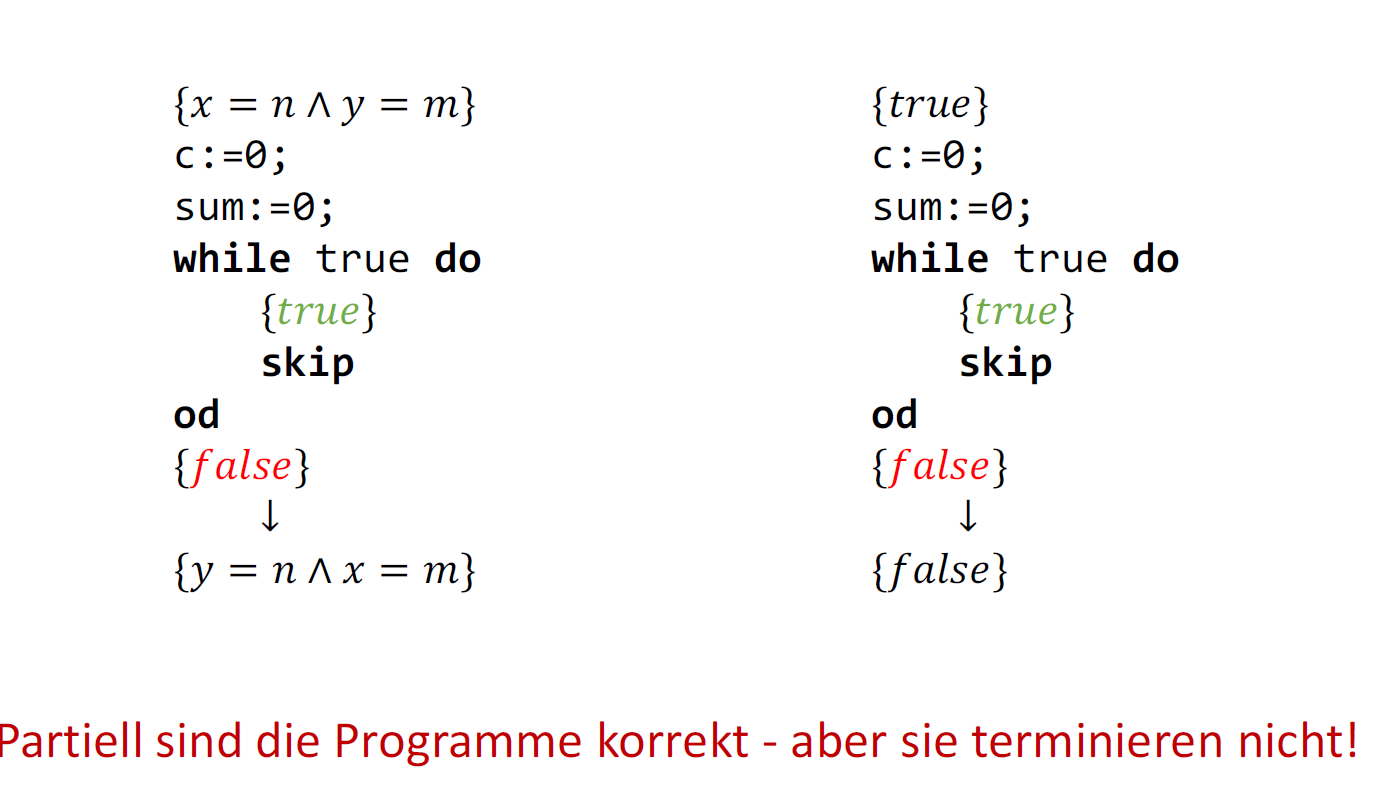 {x = n ∧ y = m}
c:=0;
sum:=0;
while true do
{true}
skip
od
{false}
↓
{y = n ∧ x = m}
{true}
c:=0;
sum:=0;
while true do
{true}
skip
od
{false}
↓
{false}
Partiell sind die Programme korrekt - aber sie terminieren nicht!